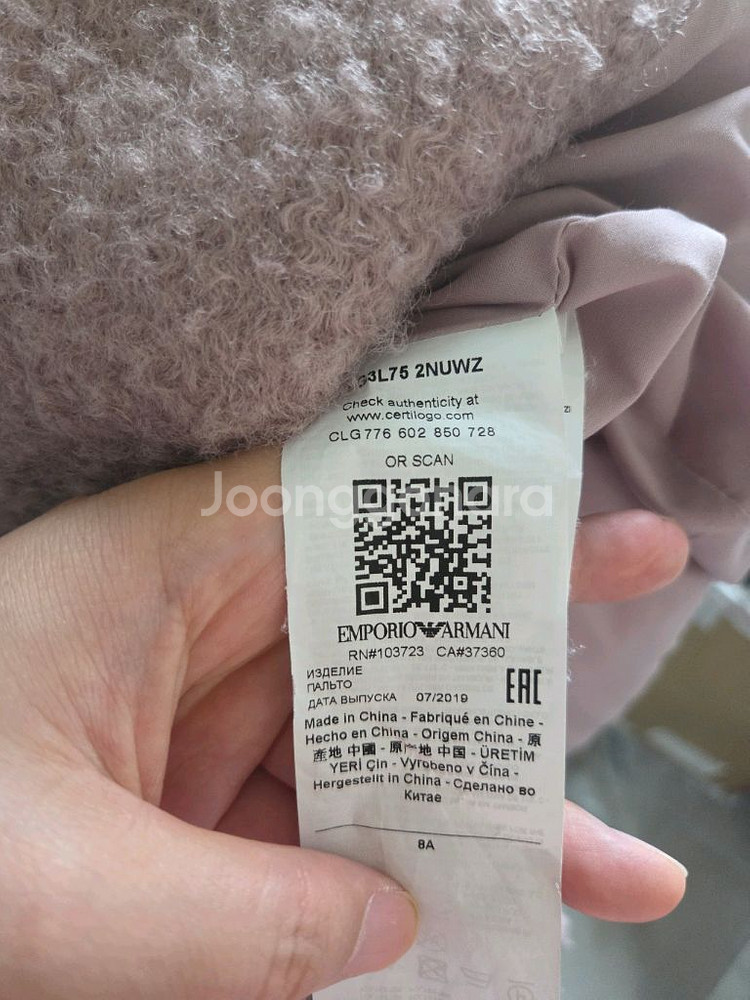 G3L75 2NUWZ
Check authenticity at
www.certilogo.com
CLG776 602 850 728
OR SCAN
Joonggonara
EMPORIO ARMANI
RN#103723 CA#37360
ИЗДЕЛИЕ
ПАЛЬТО
ДАТА ВЫПУСКА 07/2019
EAC
Made in China - Fabriqué en Chine -
Hecho en China - Origem China - 原
產地 中國 - 原 地 中国 - ÜRETİM
YERİ Çin - Vyrobeno v Čína -
Hergestellt in China - Сделано во
Китае
8A